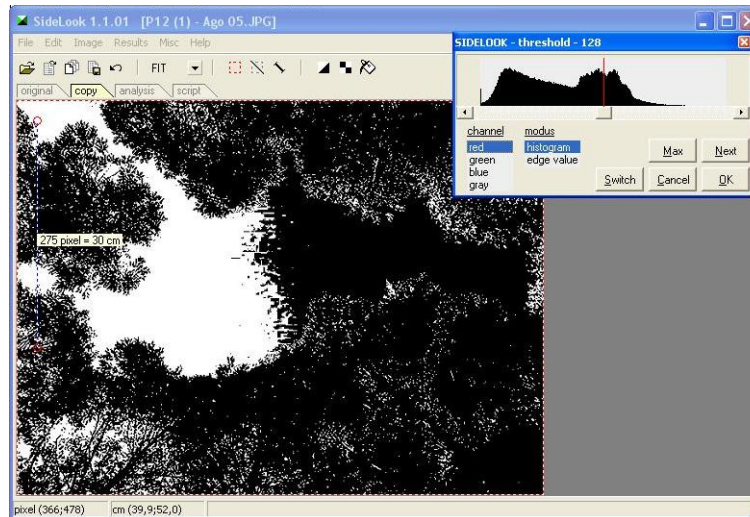 SideLook 1.1.01 [P12 (1) - Ago 05.JPG]
File Edit Image Results Misc Help
FIT
original copy analysis script
275 pixel = 30 cm
SIDELOOK - threshold - 128
channel modus
red histogram
green edge value
blue
gray
Max Next
Switch Cancel OK
pixel (366;478) cm (39,9;52,0)